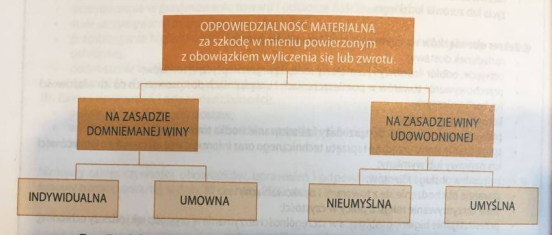 ODPOWIEDZIALNOŚĆ MATERIALNA
za szkodę w mieniu powierzonym
z obowiązkiem wyliczenia się lub zwrotu.
NA ZASADZIE
DOMNIEMANEJ WINY
NA ZASADZIE WINY
UDOWODNIONEJ
INDYWIDUALNA
UMOWNA
NIEUMYŚLNA
UMYŚLNA